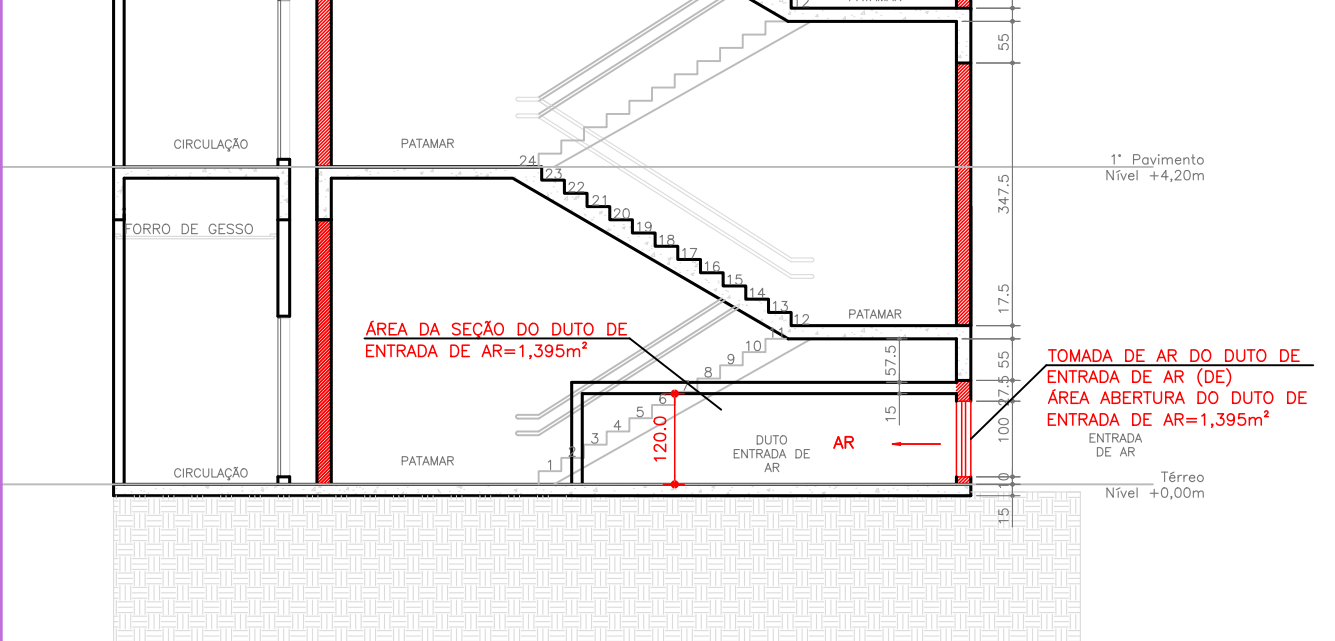 12
PATAMAR
55
CIRCULAÇÃO
PATAMAR
24
23
22
21
20
19
18
17
16
15
14
13
12
11
10
9
8
7
6
5
4
3
2
1
1° Pavimento
Nível +4,20m
347.5
FORRO DE GESSO
17.5
PATAMAR
ÁREA DA SEÇÃO DO DUTO DE
ENTRADA DE AR=1,395m²
57.5
55
15
27.5
TOMADA DE AR DO DUTO DE
ENTRADA DE AR (DE)
ÁREA ABERTURA DO DUTO DE
ENTRADA DE AR=1,395m²
120.0
100
DUTO
ENTRADA DE
AR
AR
ENTRADA
DE AR
CIRCULAÇÃO
PATAMAR
10
Térreo
Nível +0,00m
15